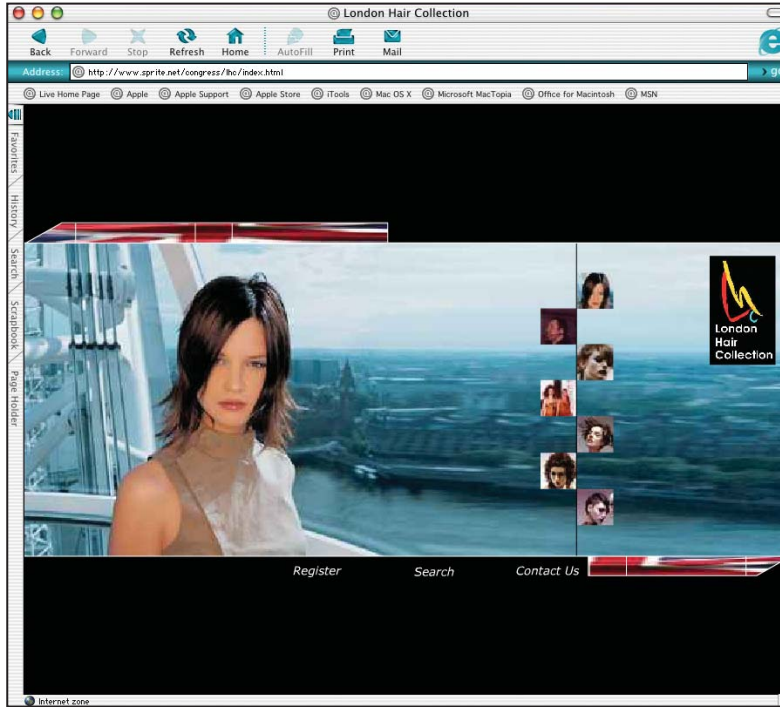 London Hair Collection
Back Forward Stop Refresh Home AutoFill Print Mail
Address: http://www.sprite.net/congress/lhc/index.html
Live Home Page Apple Apple Support Apple Store iTools Mac OS X Microsoft MacTopia Office for Macintosh MSN
Favorites
History
Search
Scrapbook
Page Holder
London
Hair
Collection
Register Search Contact Us
Internet zone